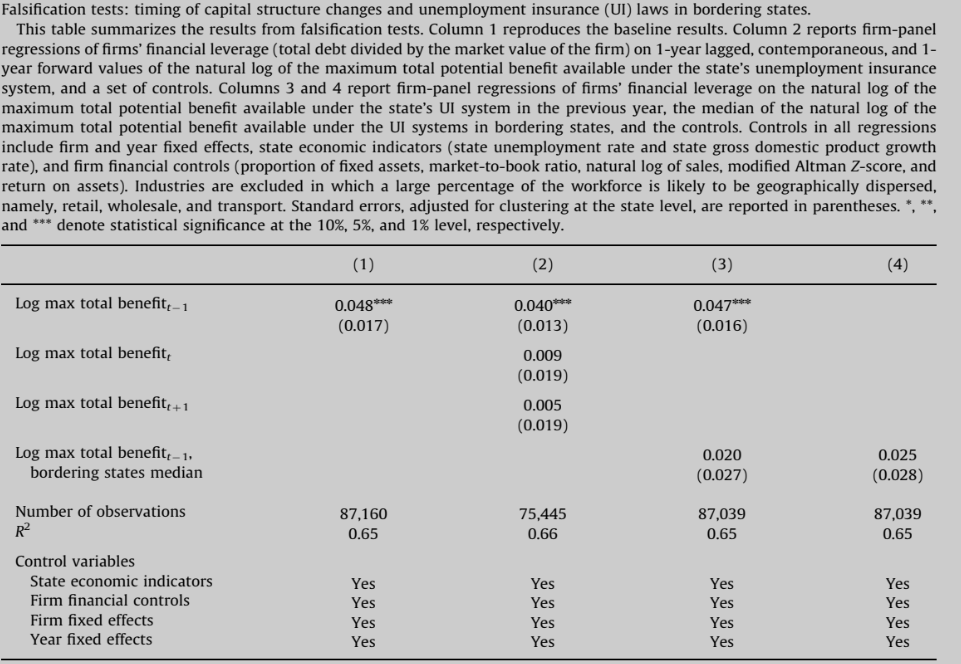 Falsification tests: timing of capital structure changes and unemployment insurance (UI) laws in bordering states.
This table summarizes the results from falsification tests. Column 1 reproduces the baseline results. Column 2 reports firm-panel
regressions of firms' financial leverage (total debt divided by the market value of the firm) on 1-year lagged, contemporaneous, and 1-
year forward values of the natural log of the maximum total potential benefit available under the state's unemployment insurance
system, and a set of controls. Columns 3 and 4 report firm-panel regressions of firms' financial leverage on the natural log of the
maximum total potential benefit available under the state's UI system in the previous year, the median of the natural log of the
maximum total potential benefit available under the UI systems in bordering states, and the controls. Controls in all regressions
include firm and year fixed effects, state economic indicators (state unemployment rate and state gross domestic product growth
rate), and firm financial controls (proportion of fixed assets, market-to-book ratio, natural log of sales, modified Altman Z-score, and
return on assets). Industries are excluded in which a large percentage of the workforce is likely to be geographically dispersed,
namely, retail, wholesale, and transport. Standard errors, adjusted for clustering at the state level, are reported in parentheses. *, **,
and *** denote statistical significance at the 10%, 5%, and 1% level, respectively.
(1) (2) (3) (4)
Log max total benefit t−1 0.048*** 0.040*** 0.047***
(0.017) (0.013) (0.016)
Log max total benefit t 0.009
(0.019)
Log max total benefit t+1 0.005
(0.019)
Log max total benefit t−1, 0.020 0.025
bordering states median (0.027) (0.028)
Number of observations 87,160 75,445 87,039 87,039
R² 0.65 0.66 0.65 0.65
Control variables
State economic indicators Yes Yes Yes Yes
Firm financial controls Yes Yes Yes Yes
Firm fixed effects Yes Yes Yes Yes
Year fixed effects Yes Yes Yes Yes